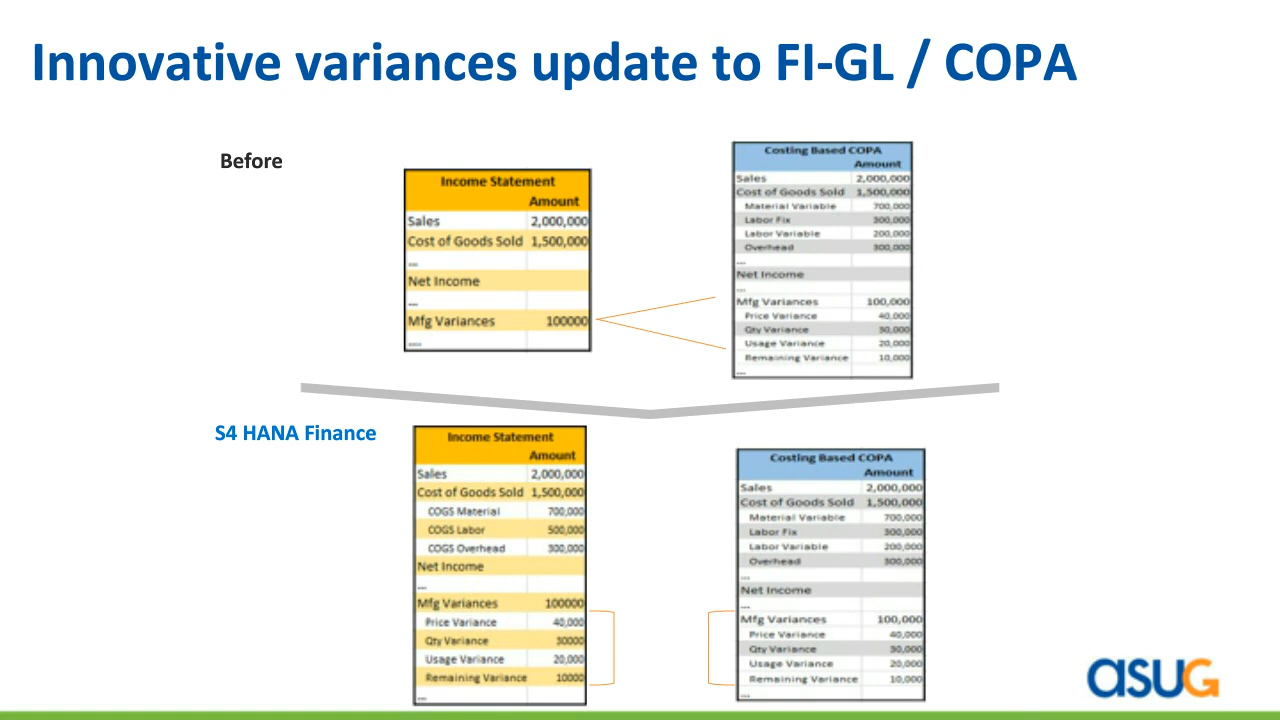 Innovative variances update to FI-GL / COPA
Before
Income Statement
Amount
Sales 2,000,000
Cost of Goods Sold 1,500,000
...
Net Income
...
Mfg Variances 100000
....
Costing Based COPA
Amount
Sales 2,000,000
Cost of Goods Sold 1,500,000
Material Variable 700,000
Labor Fix 300,000
Labor Variable 200,000
Overhead 300,000
...
Net Income
...
Mfg Variances 100,000
Price Variance 40,000
Qty Variance 30,000
Usage Variance 20,000
Remaining Variance 10,000
...
S4 HANA Finance
Income Statement
Amount
Sales 2,000,000
Cost of Goods Sold 1,500,000
COGS Material 700,000
COGS Labor 500,000
COGS Overhead 300,000
Net Income
...
Mfg Variances 100000
Price Variance 40,000
Qty Variance 30000
Usage Variance 20,000
Remaining Variance 10000
...
Costing Based COPA
Amount
Sales 2,000,000
Cost of Goods Sold 1,500,000
Material Variable 700,000
Labor Fix 300,000
Labor Variable 200,000
Overhead 300,000
...
Net Income
...
Mfg Variances 100,000
Price Variance 40,000
Qty Variance 30,000
Usage Variance 20,000
Remaining Variance 10,000
...
asuG